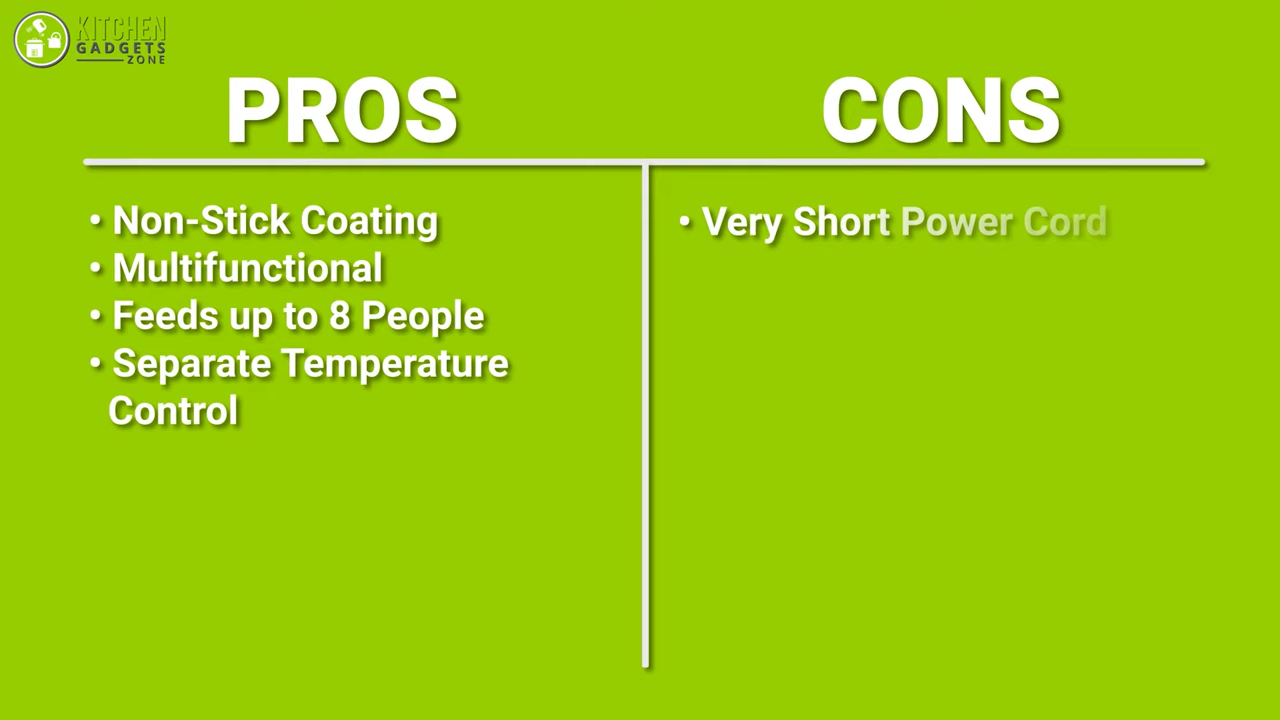 KITCHEN
GADGETS
ZONE
PROS
CONS
• Non-Stick Coating
• Multifunctional
• Feeds up to 8 People
• Separate Temperature
Control
• Very Short Power Cord